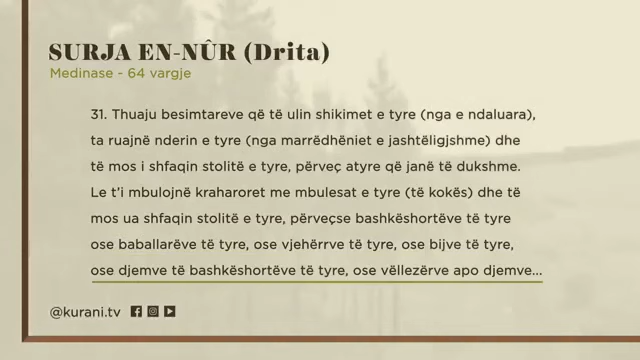 SURJA EN-NÛR (Drita)
Medinase - 64 vargje
31. Thuaju besimtareve që të ulin shikimet e tyre (nga e ndaluara),
ta ruajnë nderin e tyre (nga marrëdhëniet e jashtëligjshme) dhe
të mos i shfaqin stolitë e tyre, përveç atyre që janë të dukshme.
Le t'i mbulojnë kraharoret me mbulesat e tyre (të kokës) dhe të
mos ua shfaqin stolitë e tyre, përveçse bashkëshortëve të tyre
ose baballarëve të tyre, ose vjehërrve të tyre, ose bijve të tyre,
ose djemve të bashkëshortëve të tyre, ose vëllezërve apo djemve...
@kurani.tv